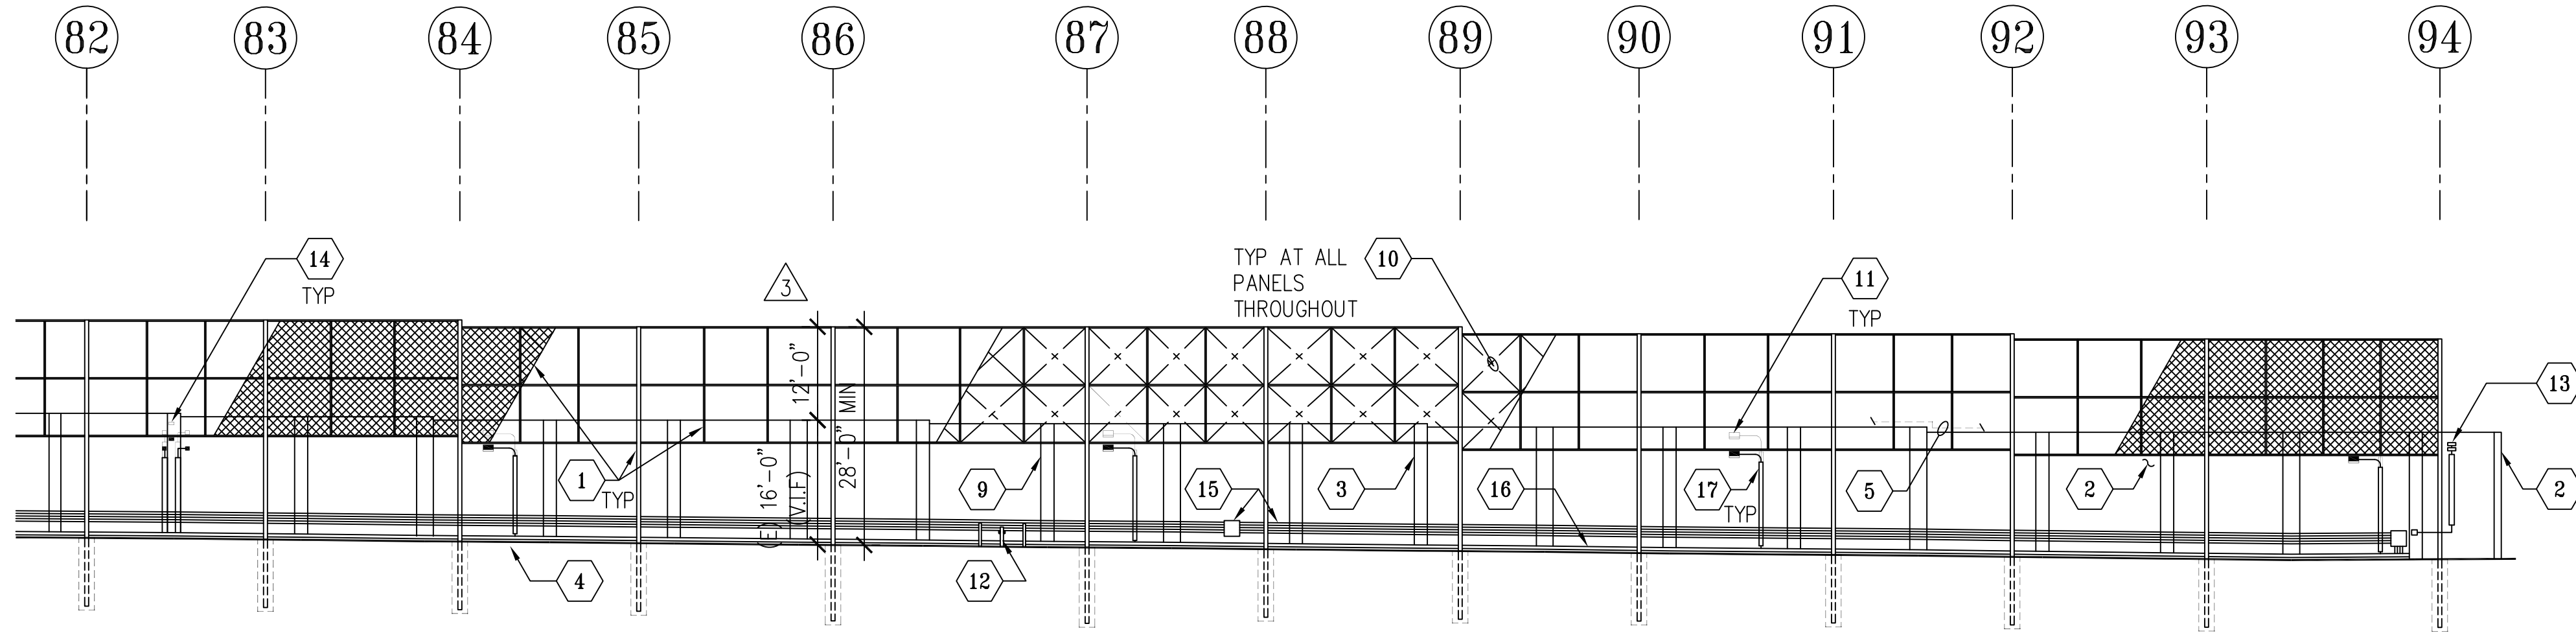 82 83 84 85 86 87 88 89 90 91 92 93 94
14
TYP
3
TYP AT ALL
PANELS
THROUGHOUT
10
11
TYP
13
12'-0"
28'-0" MIN
(E) 16'-0"
(V.I.F)
1
TYP
9
15
3
16
17
TYP
5
2
2
4
12